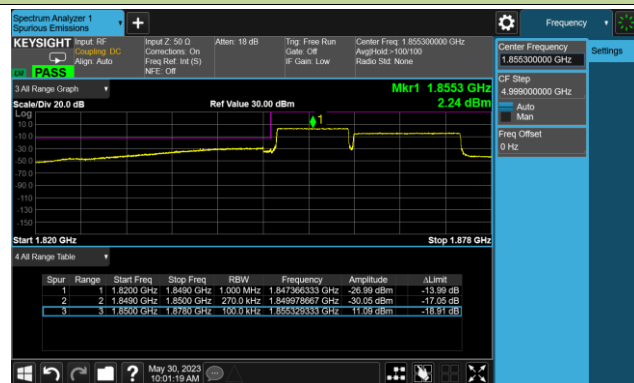 Spectrum Analyzer 1
Spurious Emissions
Frequency
KEYSIGHT
Input: RF
Coupling: DC
Align: Auto
Input Z: 50 Ω
Corrections: On
Freq Ref: Int (S)
NFE: Off
Atten: 18 dB
Trig: Free Run
Gate: Off
IF Gain: Low
Center Freq: 1.855300000 GHz
Avg|Hold:>100/100
Radio Std: None
PASS
Center Frequency
1.855300000 GHz
Settings
CF Step
4.999000000 GHz
Auto
Man
Freq Offset
0 Hz
3 All Range Graph
Mkr1 1.8553 GHz
Scale/Div 20.0 dB
Ref Value 30.00 dBm
2.24 dBm
Log
10.0
-10.0
-30.0
-50.0
-70.0
-90.0
-110
-130
-150
1
Start 1.820 GHz
Stop 1.878 GHz
4 All Range Table
Spur Range Start Freq Stop Freq RBW Frequency Amplitude ΔLimit
1 1 1.8200 GHz 1.8490 GHz 1.000 MHz 1.847366333 GHz -26.99 dBm -13.99 dB
2 2 1.8490 GHz 1.8500 GHz 270.0 kHz 1.849978667 GHz -30.05 dBm -17.05 dB
3 3 1.8500 GHz 1.8780 GHz 100.0 kHz 1.855329333 GHz 11.09 dBm -18.91 dB
?
May 30, 2023
10:01:19 AM